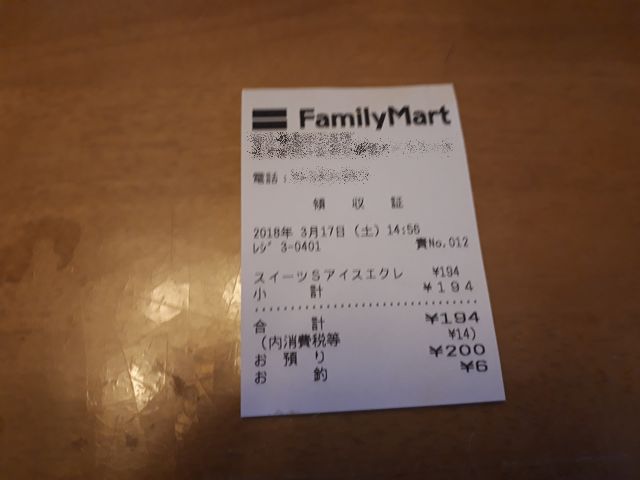 FamilyMart
電話:
領 収 証
2018年 3月17日(土) 14:56
レジ 3-0401 責No.012
スイーツSアイスエクレ ¥194
小 計 ¥194
合 計 ¥194
(内消費税等 ¥14)
お 預 り ¥200
お 釣 ¥6